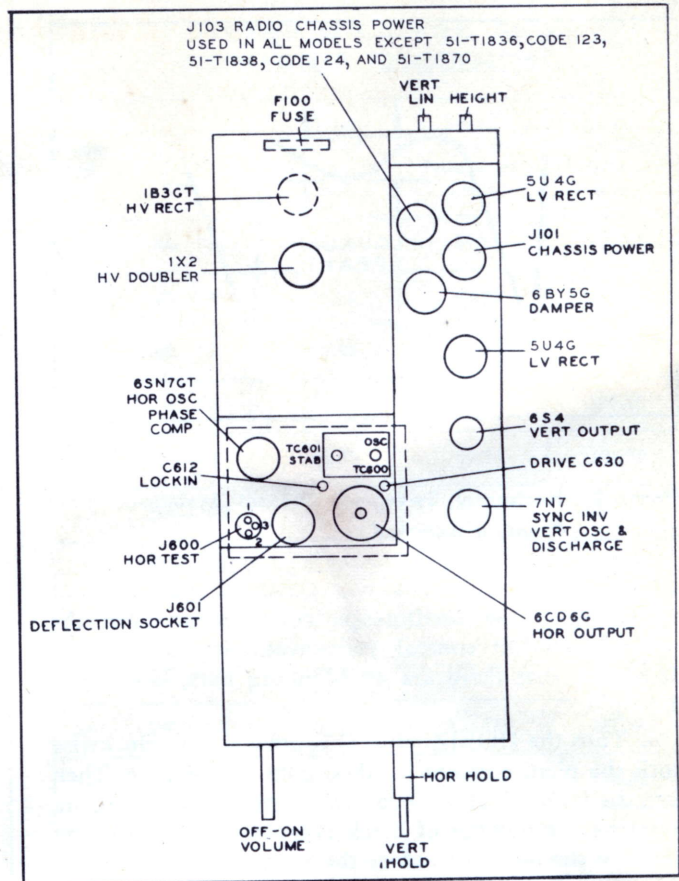 J103 RADIO CHASSIS POWER
USED IN ALL MODELS EXCEPT 51-T1836, CODE 123,
51-T1838, CODE 124, AND 51-T1870
VERT
LIN
HEIGHT
F100
FUSE
1B3GT
HV RECT
5U4G
LV RECT
J101
CHASSIS POWER
1X2
HV DOUBLER
6BY5G
DAMPER
5U4G
LV RECT
6SN7GT
HOR OSC
PHASE
COMP
TC601
STAB
OSC
TC600
6S4
VERT OUTPUT
C612
LOCKIN
DRIVE C630
7N7
SYNC INV
VERT OSC &
DISCHARGE
1
3
2
J600
HOR TEST
J601
DEFLECTION SOCKET
6CD6G
HOR OUTPUT
HOR HOLD
OFF-ON
VOLUME
VERT
HOLD